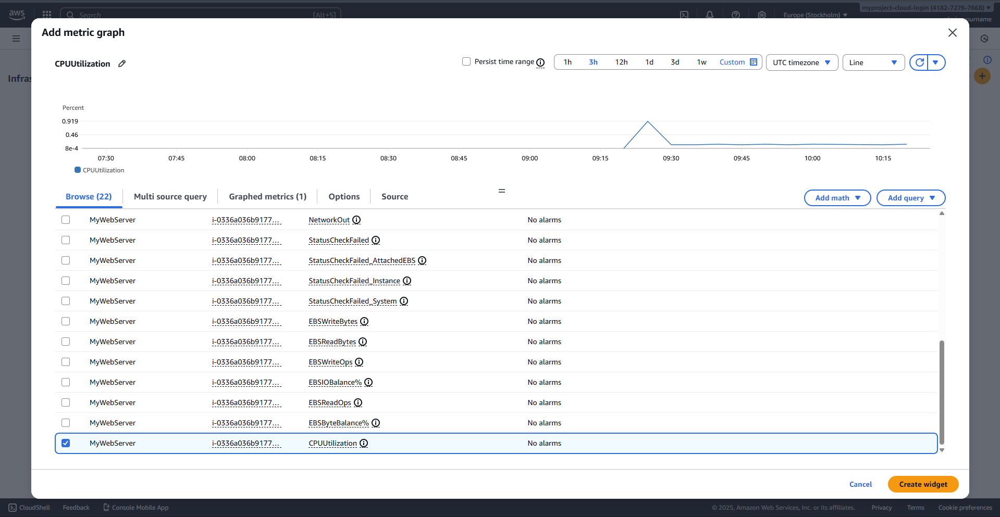 aws
Search
[Alt+S]
Europe (Stockholm)
myproject-cloud-login (4182-7276-7668)
ourname
Infras
Add metric graph
CPUUtilization
Persist time range
1h 3h 12h 1d 3d 1w Custom
UTC timezone
Line
Percent
0.919
0.46
8e-4
07:30 07:45 08:00 08:15 08:30 08:45 09:00 09:15 09:30 09:45 10:00 10:15
CPUUtilization
Browse (22) Multi source query Graphed metrics (1) Options Source
Add math
Add query
MyWebServer i-0336a036b9177... NetworkOut No alarms
MyWebServer i-0336a036b9177... StatusCheckFailed No alarms
MyWebServer i-0336a036b9177... StatusCheckFailed_AttachedEBS No alarms
MyWebServer i-0336a036b9177... StatusCheckFailed_Instance No alarms
MyWebServer i-0336a036b9177... StatusCheckFailed_System No alarms
MyWebServer i-0336a036b9177... EBSWriteBytes No alarms
MyWebServer i-0336a036b9177... EBSReadBytes No alarms
MyWebServer i-0336a036b9177... EBSWriteOps No alarms
MyWebServer i-0336a036b9177... EBSIOBalance% No alarms
MyWebServer i-0336a036b9177... EBSReadOps No alarms
MyWebServer i-0336a036b9177... EBSByteBalance% No alarms
MyWebServer i-0336a036b9177... CPUUtilization No alarms
Cancel
Create widget
CloudShell Feedback Console Mobile App
© 2025, Amazon Web Services, Inc. or its affiliates. Privacy Terms Cookie preferences